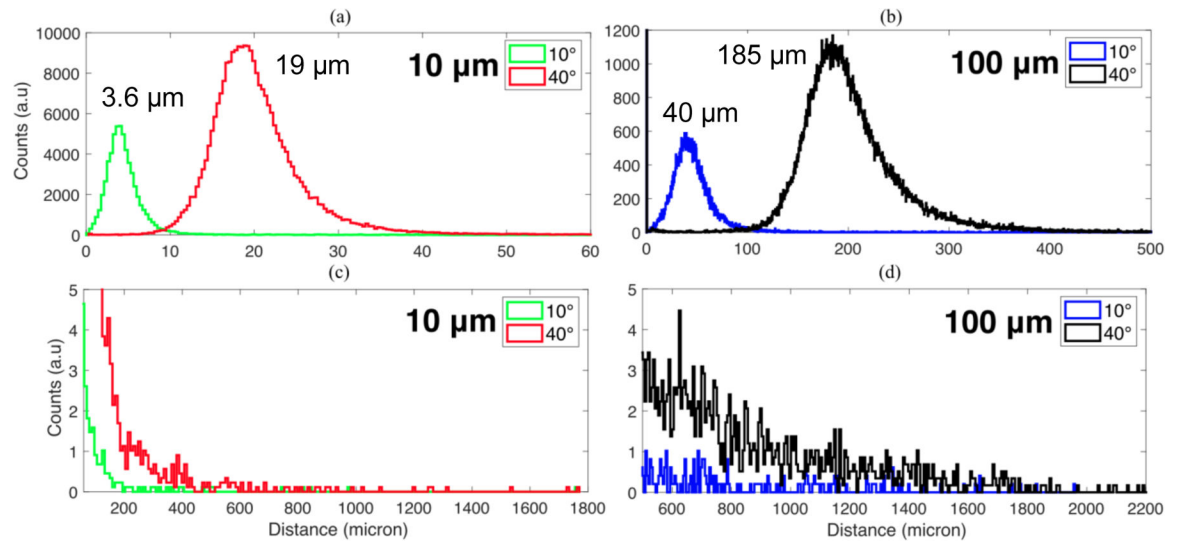 (a)
10000
8000
6000
4000
2000
0
Counts (a.u)
3.6 µm
19 µm
10 µm
10°
40°
0 10 20 30 40 50 60
(b)
1200
1000
800
600
400
200
0
40 µm
185 µm
100 µm
10°
40°
0 100 200 300 400 500
(c)
5
4
3
2
1
0
Counts (a.u)
10 µm
10°
40°
200 400 600 800 1000 1200 1400 1600 1800
Distance (micron)
(d)
5
4
3
2
1
0
100 µm
10°
40°
600 800 1000 1200 1400 1600 1800 2000 2200
Distance (micron)